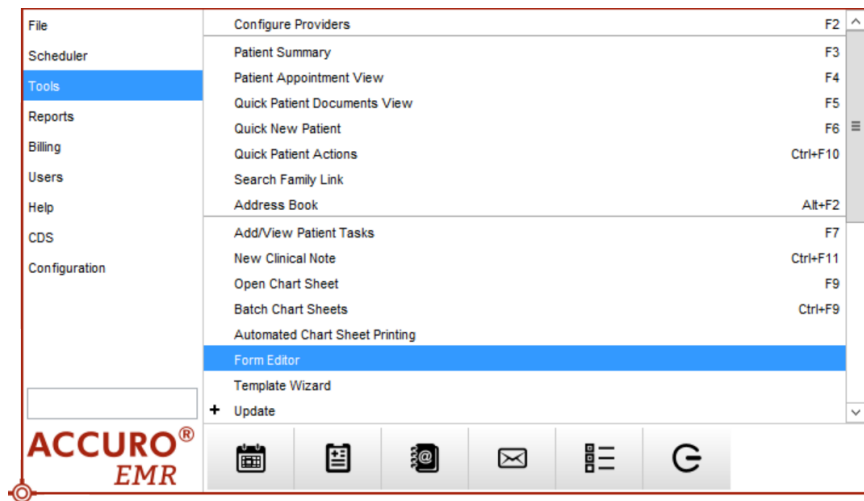 File
Scheduler
Tools
Reports
Billing
Users
Help
CDS
Configuration
Configure Providers F2
Patient Summary F3
Patient Appointment View F4
Quick Patient Documents View F5
Quick New Patient F6
Quick Patient Actions Ctrl+F10
Search Family Link
Address Book Alt+F2
Add/View Patient Tasks F7
New Clinical Note Ctrl+F11
Open Chart Sheet F9
Batch Chart Sheets Ctrl+F9
Automated Chart Sheet Printing
Form Editor
Template Wizard
+ Update
ACCURO®
EMR